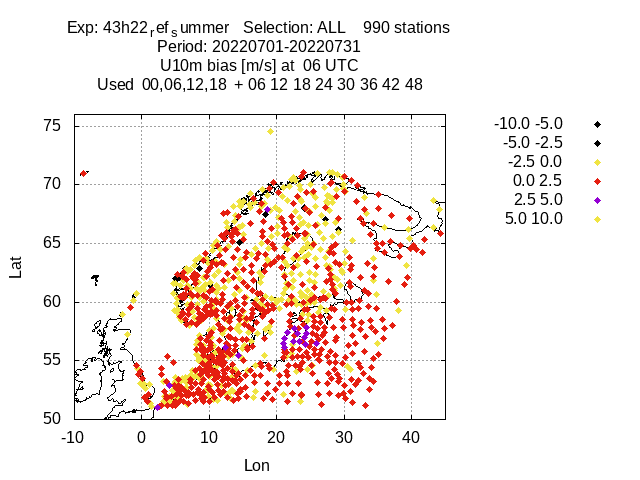 Exp: 43h22refsummer Selection: ALL 990 stations
Period: 20220701-20220731
U10m bias [m/s] at 06 UTC
Used 00,06,12,18 + 06 12 18 24 30 36 42 48
75
70
65
60
55
50
-10 0 10 20 30 40
Lat
Lon
-10.0 -5.0
-5.0 -2.5
-2.5 0.0
0.0 2.5
2.5 5.0
5.0 10.0